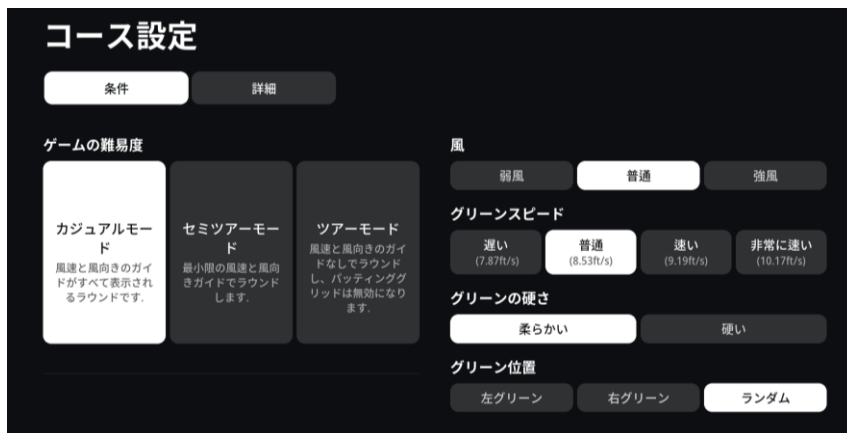 コース設定
条件
詳細
ゲームの難易度
カジュアルモー
ド
風速と風向きのガイ
ドがすべて表示され
るラウンドです.
セミツアーモー
ド
最小限の風速と風向
きガイドでラウンド
します.
ツアーモード
風速と風向きのガイ
ドなしでラウンド
し、パッティンググ
リッドは無効になり
ます.
風
弱風
普通
強風
グリーンスピード
遅い
(7.87ft/s)
普通
(8.53ft/s)
速い
(9.19ft/s)
非常に速い
(10.17ft/s)
グリーンの硬さ
柔らかい
硬い
グリーン位置
左グリーン
右グリーン
ランダム